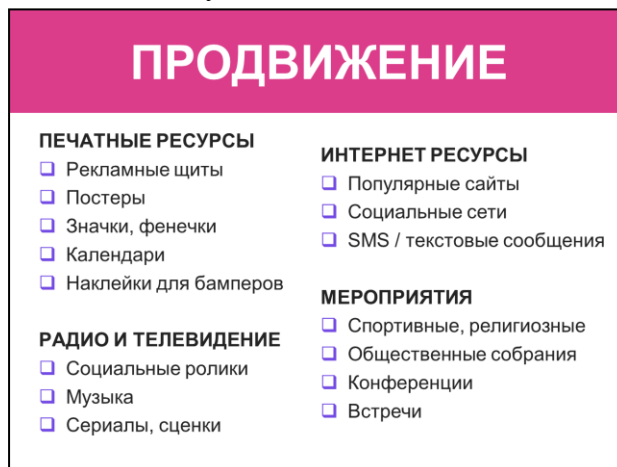 ПРОДВИЖЕНИЕ
ПЕЧАТНЫЕ РЕСУРСЫ
Рекламные щиты
Постеры
Значки, фенечки
Календари
Наклейки для бамперов
РАДИО И ТЕЛЕВИДЕНИЕ
Социальные ролики
Музыка
Сериалы, сценки
ИНТЕРНЕТ РЕСУРСЫ
Популярные сайты
Социальные сети
SMS / текстовые сообщения
МЕРОПРИЯТИЯ
Спортивные, религиозные
Общественные собрания
Конференции
Встречи